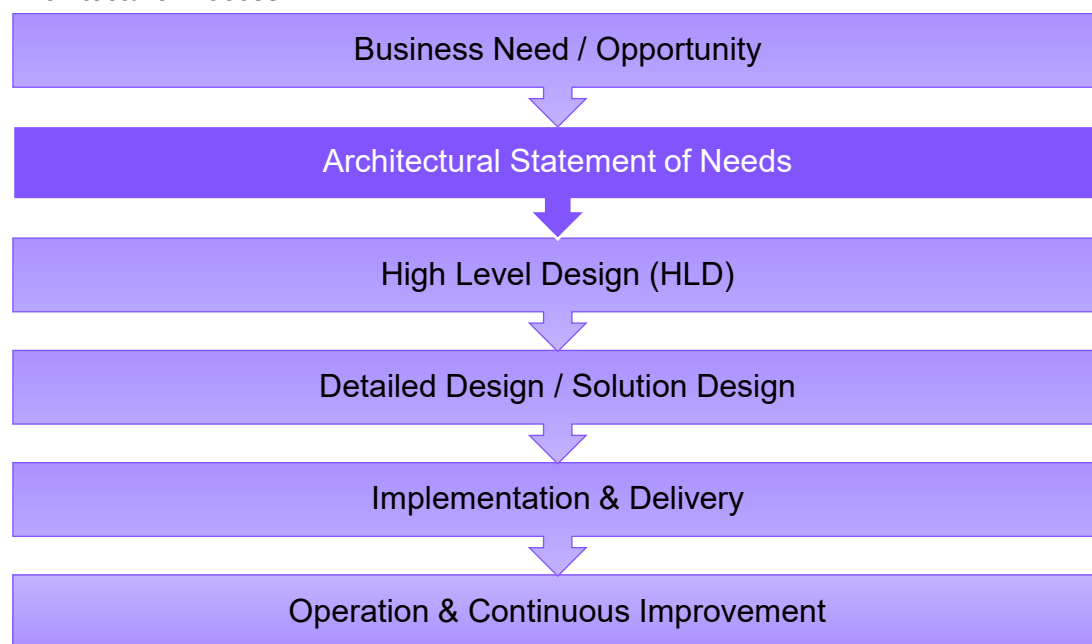 Business Need / Opportunity
Architectural Statement of Needs
High Level Design (HLD)
Detailed Design / Solution Design
Implementation & Delivery
Operation & Continuous Improvement